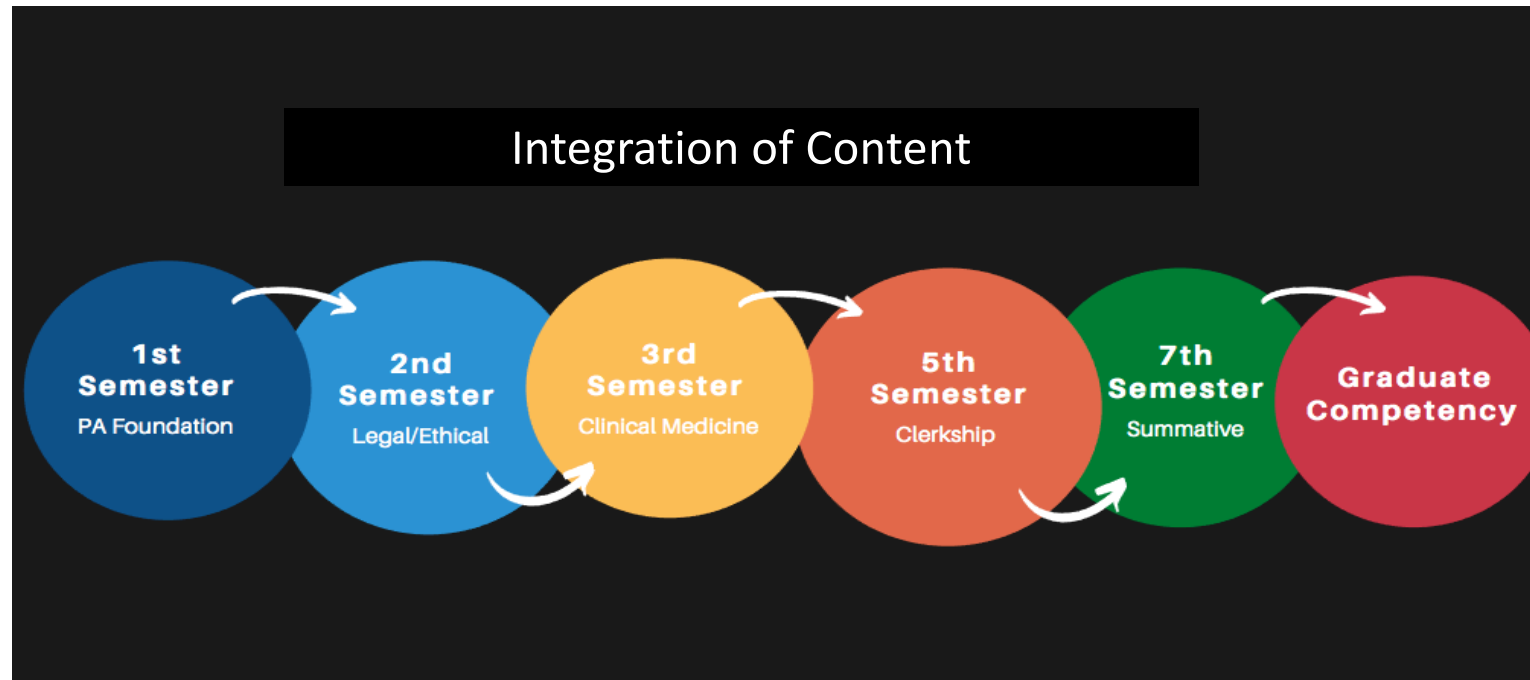 Integration of Content
1st
Semester
PA Foundation
2nd
Semester
Legal/Ethical
3rd
Semester
Clinical Medicine
5th
Semester
Clerkship
7th
Semester
Summative
Graduate
Competency